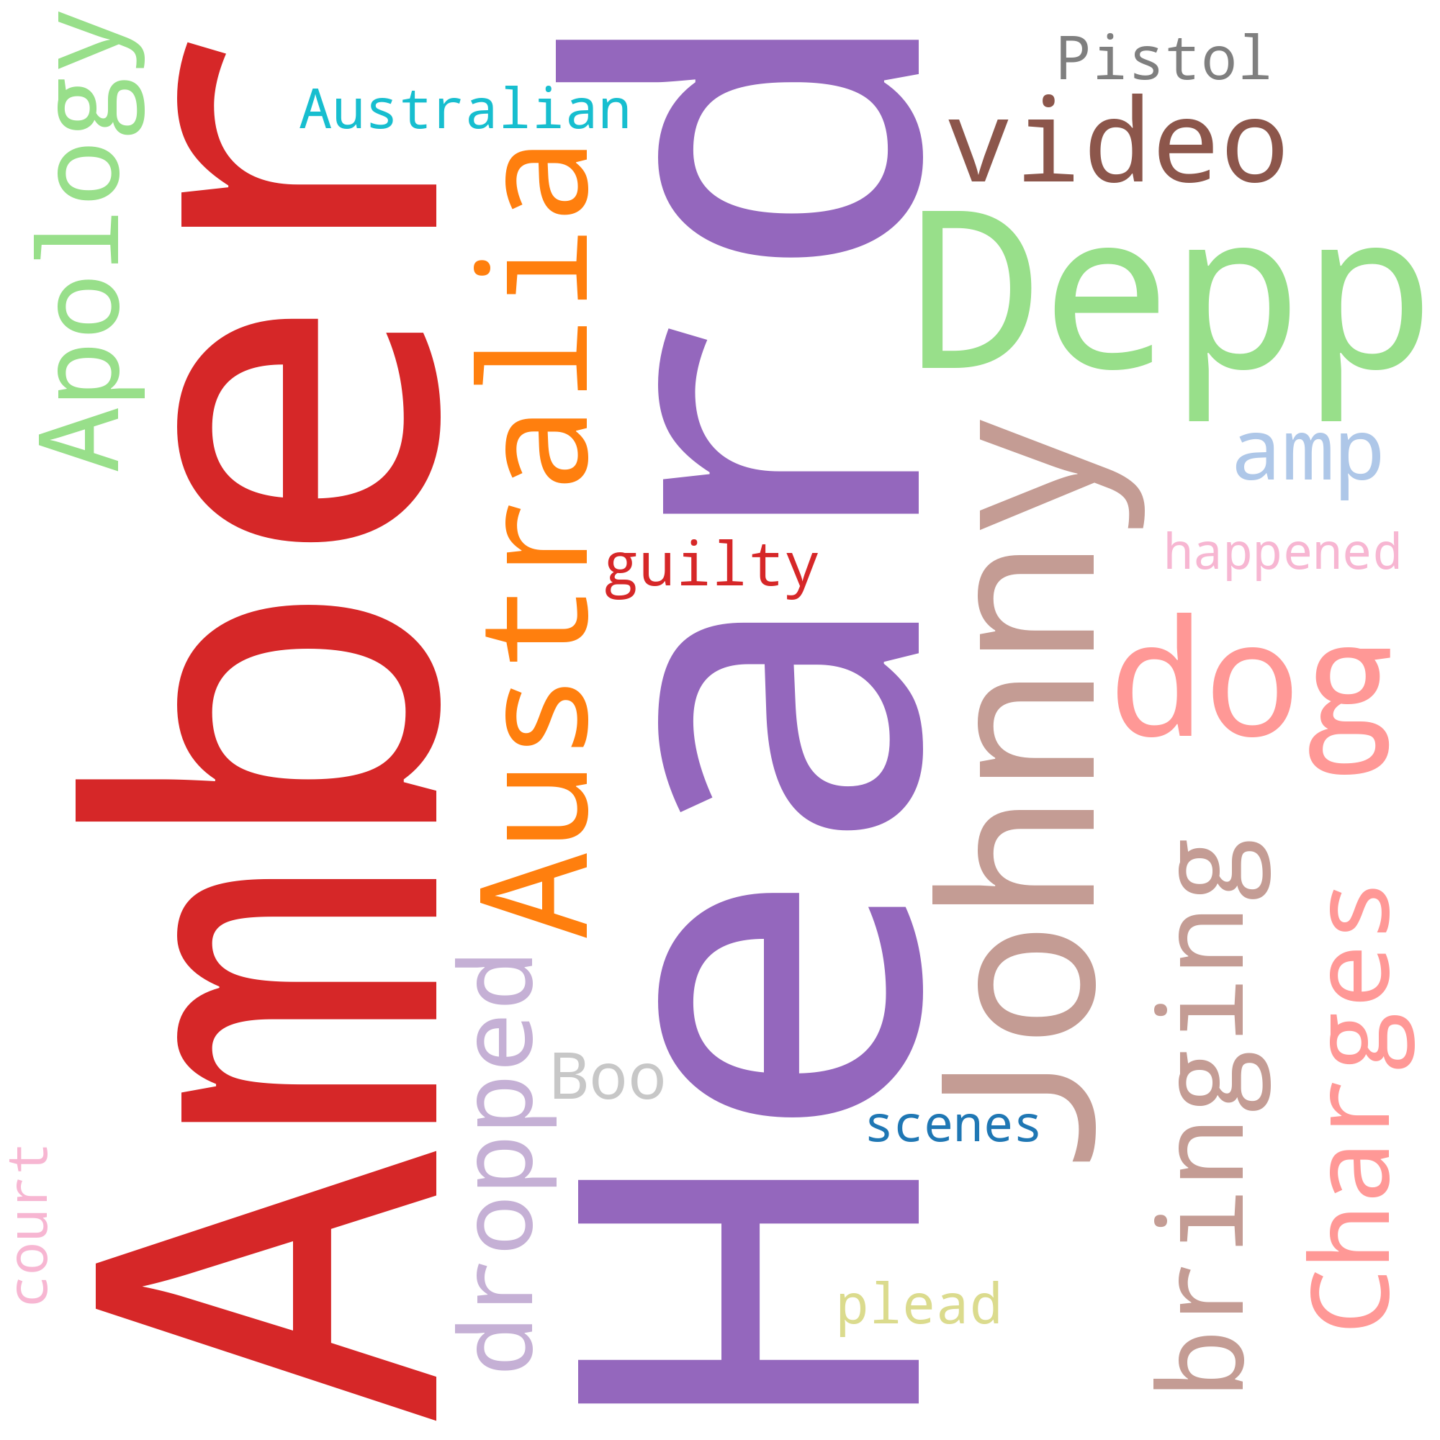 Apology
Amber
Australian
Australia
Heard
Pistol
video
Depp
amp
happened
guilty
Johnny
dog
dropped
Boo
scenes
bringing
Charges
court
plead